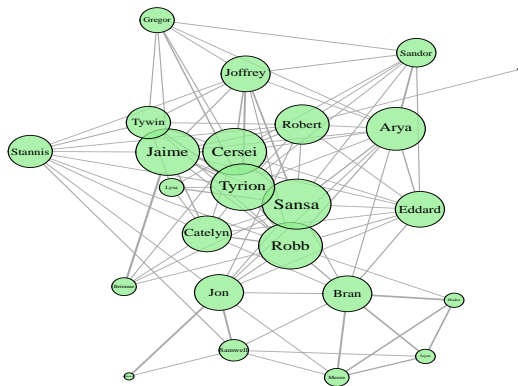 Gregor
Sandor
Joffrey
Tywin
Robert
Arya
Stannis
Jaime
Cersei
Lysa
Tyrion
Sansa
Eddard
Catelyn
Robb
Brienne
Jon
Bran
Hodor
Samwell
Jojen
Meera